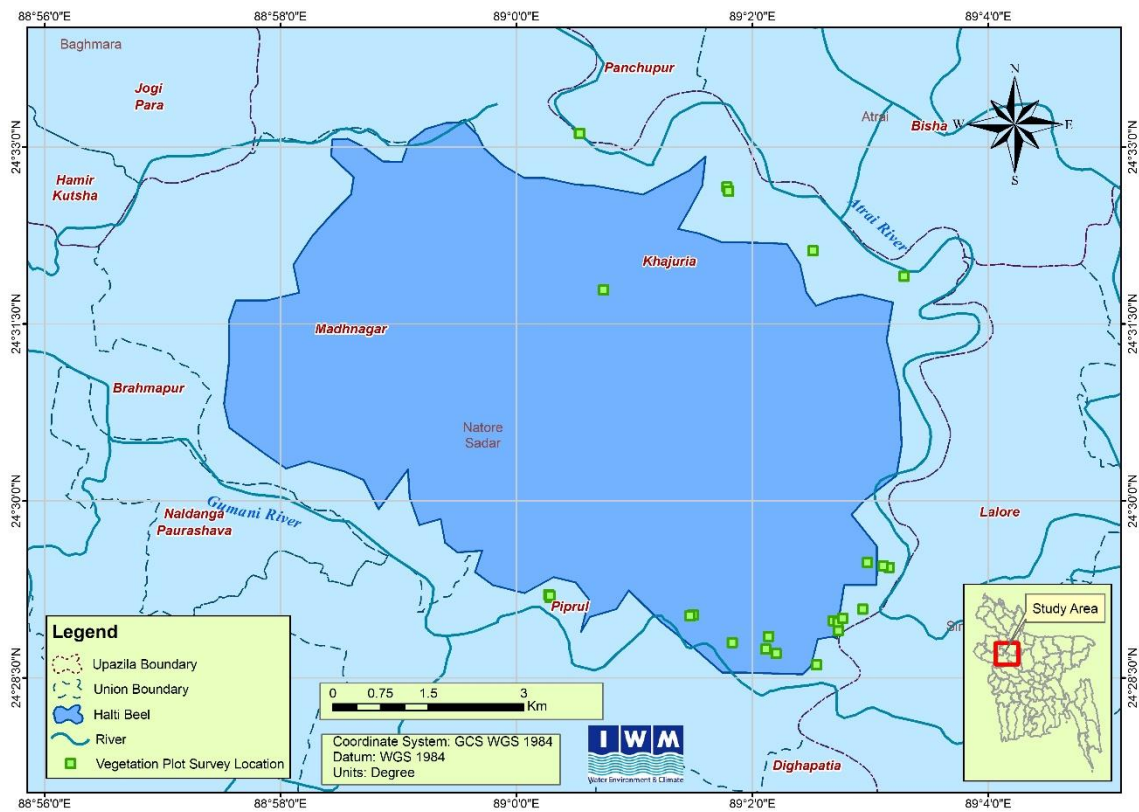 88°56'0"E
88°58'0"E
89°0'0"E
89°2'0"E
89°4'0"E
Baghmara
Panchupur
Jogi
Para
Atrai
Bisha
N
W
E
S
24°33'0"N
24°33'0"N
Hamir
Kutsha
Atrai River
Khajuria
24°31'30"N
24°31'30"N
Madhnagar
Brahmapur
Natore
Sadar
24°30'0"N
24°30'0"N
Gumani River
Naldanga
Paurashava
Lalore
Piprul
Study Area
24°28'30"N
24°28'30"N
Legend
Upazila Boundary
Union Boundary
Halti Beel
River
Vegetation Plot Survey Location
0 0.75 1.5 3
Km
Coordinate System: GCS WGS 1984
Datum: WGS 1984
Units: Degree
IWM
Water Environment & Climate
Dighapatia
88°56'0"E
88°58'0"E
89°0'0"E
89°2'0"E
89°4'0"E